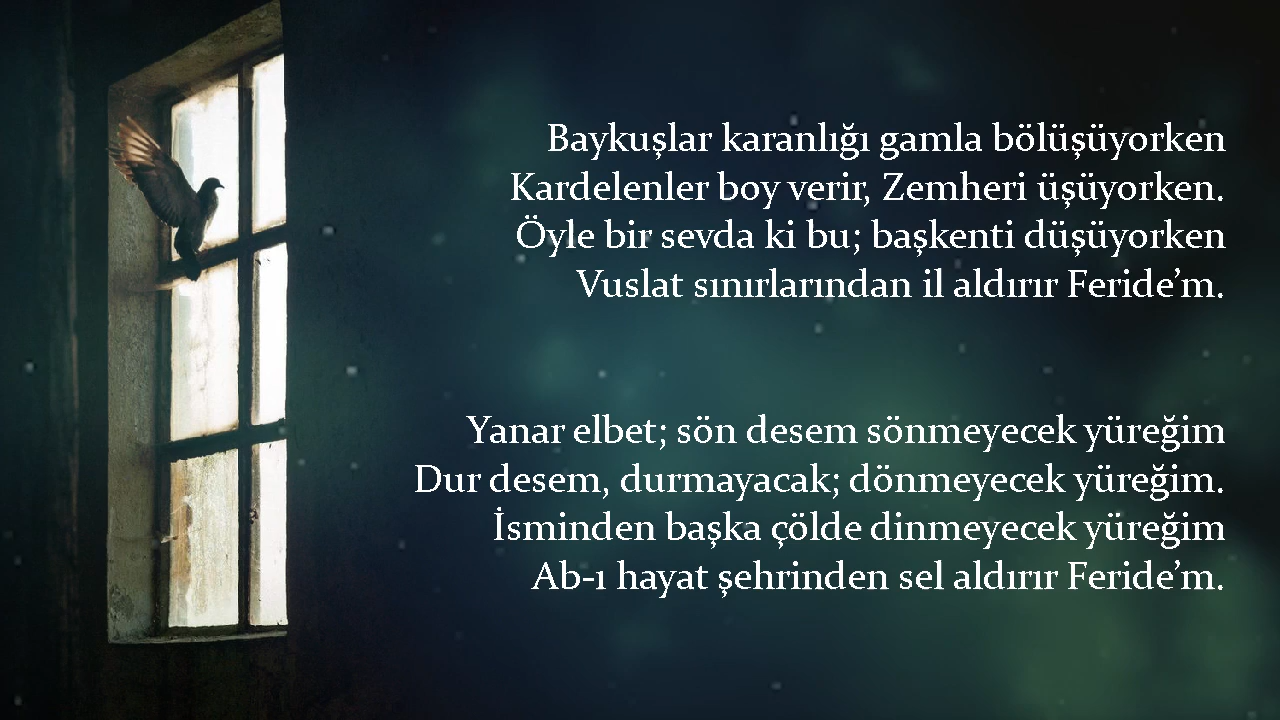 Baykuşlar karanlığı gamla bölüşüyorken
Kardelenler boy verir, Zemheri üşüyorken.
Öyle bir sevda ki bu; başkenti düşüyorken
Vuslat sınırlarından il aldırır Feride’m.
Yanar elbet; sön desem sönmeyecek yüreğim
Dur desem, durmayacak; dönmeyecek yüreğim.
İsminden başka çölde dinmeyecek yüreğim
Ab-ı hayat şehrinden sel aldırır Feride’m.